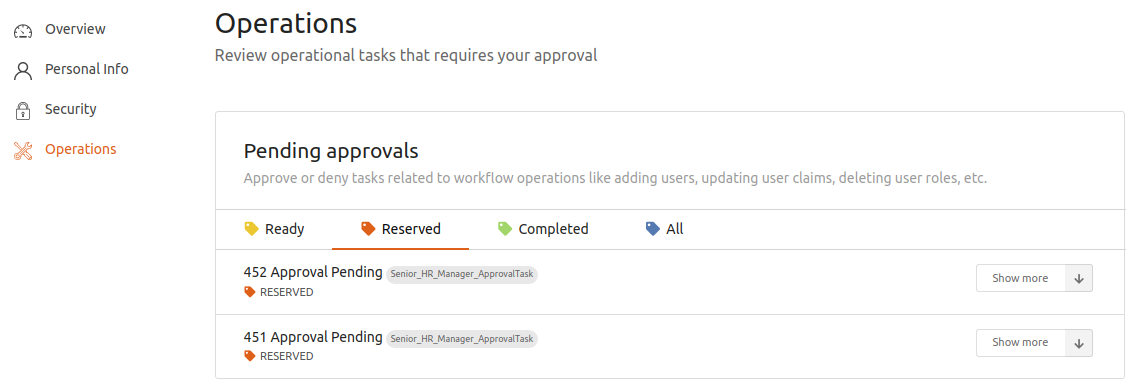 Overview
Personal Info
Security
Operations
Operations
Review operational tasks that requires your approval
Pending approvals
Approve or deny tasks related to workflow operations like adding users, updating user claims, deleting user roles, etc.
Ready Reserved Completed All
452 Approval Pending Senior_HR_Manager_ApprovalTask
RESERVED
Show more
451 Approval Pending Senior_HR_Manager_ApprovalTask
RESERVED
Show more